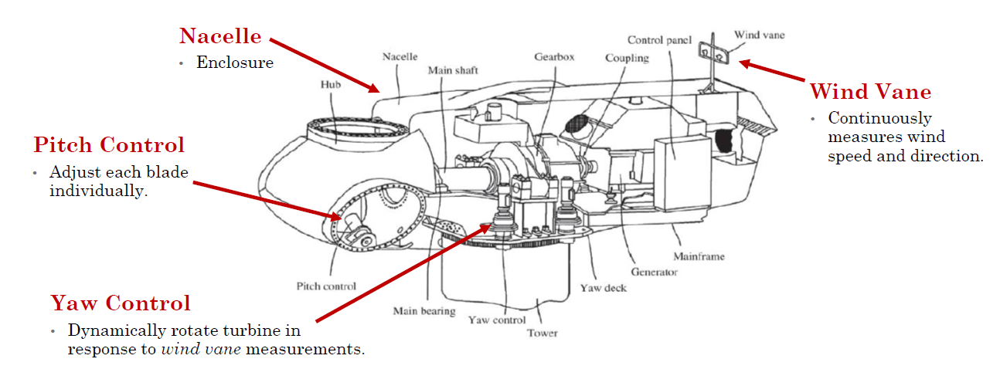 Nacelle
• Enclosure
Pitch Control
• Adjust each blade
individually.
Yaw Control
• Dynamically rotate turbine in
response to wind vane measurements.
Wind Vane
• Continuously
measures wind
speed and direction.
Wind vane
Control panel
Nacelle
Gearbox
Coupling
Main shaft
Hub
Mainframe
Generator
Pitch control
Yaw deck
Main bearing
Yaw control
Tower